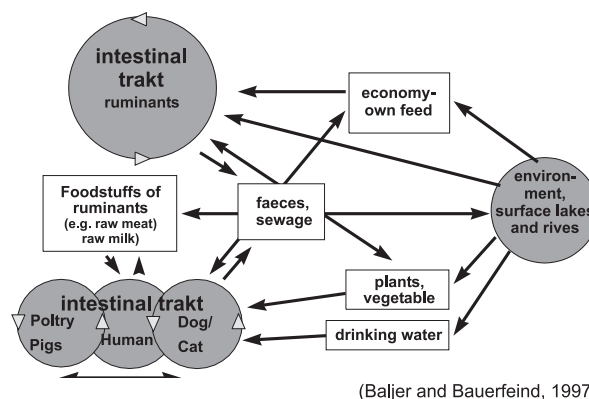 intestinal
trakt
ruminants
economy-
own feed
environ-
ment,
surface lakes
and rives
Foodstuffs of
ruminants
(e.g. raw meat)
raw milk)
faeces,
sewage
plants,
vegetable
drinking water
intestinal trakt
Poltry
Pigs
Human
Dog/
Cat
(Baljer and Bauerfeind, 1997